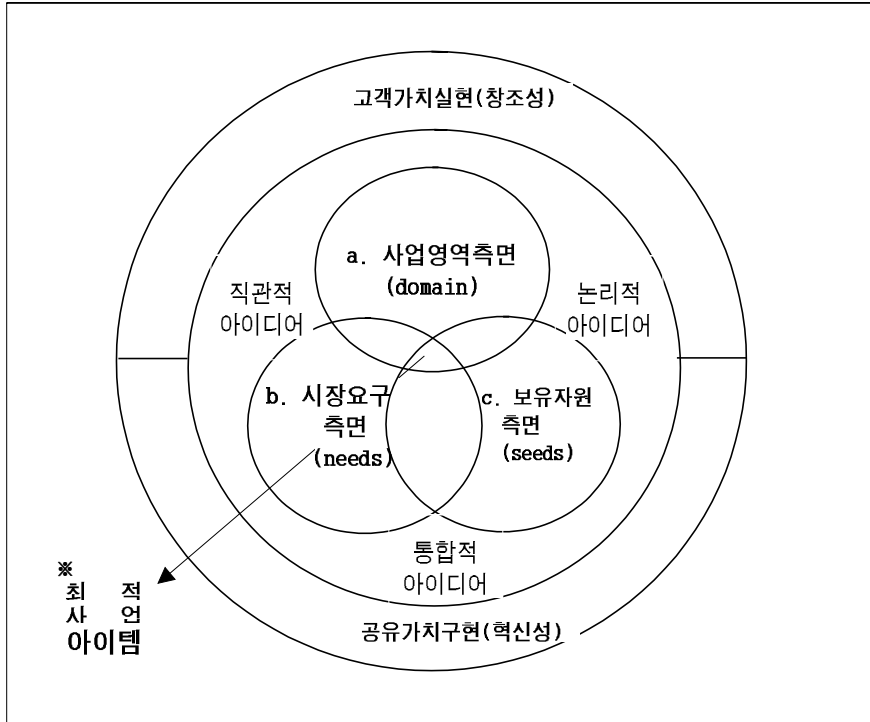 고객가치실현(창조성)
a. 사업영역측면
(domain)
직관적
아이디어
논리적
아이디어
b. 시장요구
측면
(needs)
c. 보유자원
측면
(seeds)
통합적
아이디어
※
최 적
사 언
아이템
공유가치구현(혁신성)